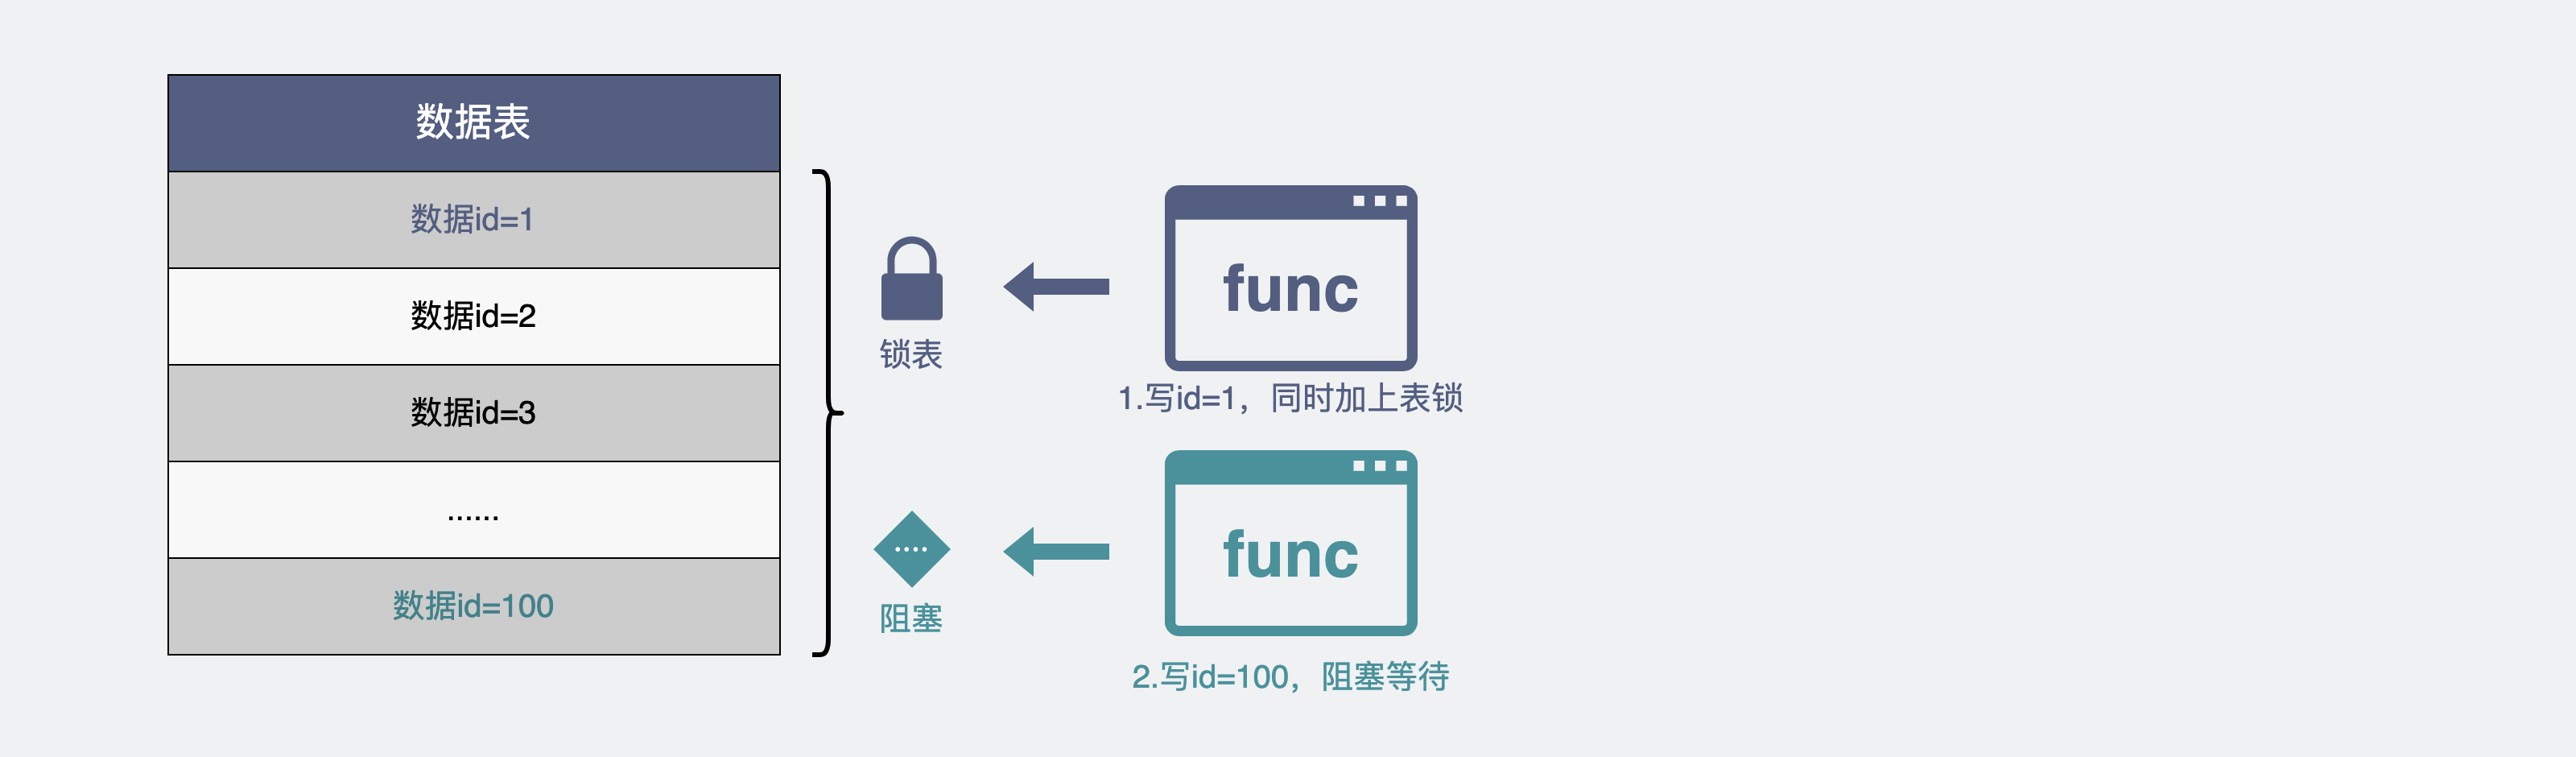 数据表
数据id=1
数据id=2
数据id=3
......
数据id=100
锁表
func
1.写id=1，同时加上表锁
阻塞
func
2.写id=100，阻塞等待